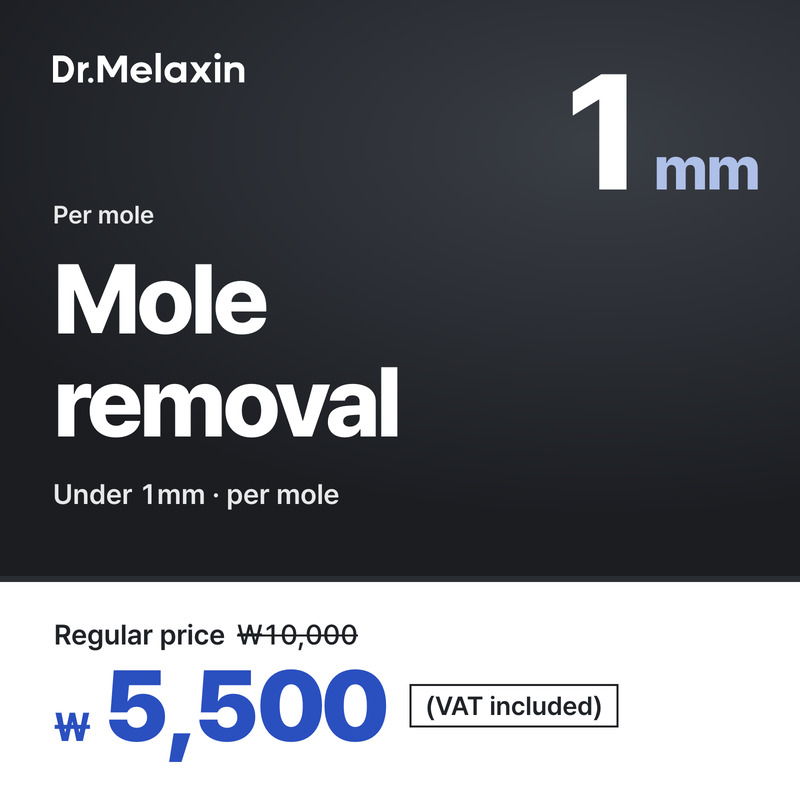 Dr.Melaxin
1 mm
Per mole
Mole
removal
Under 1mm · per mole
Regular price ₩10,000
₩ 5,500 (VAT included)